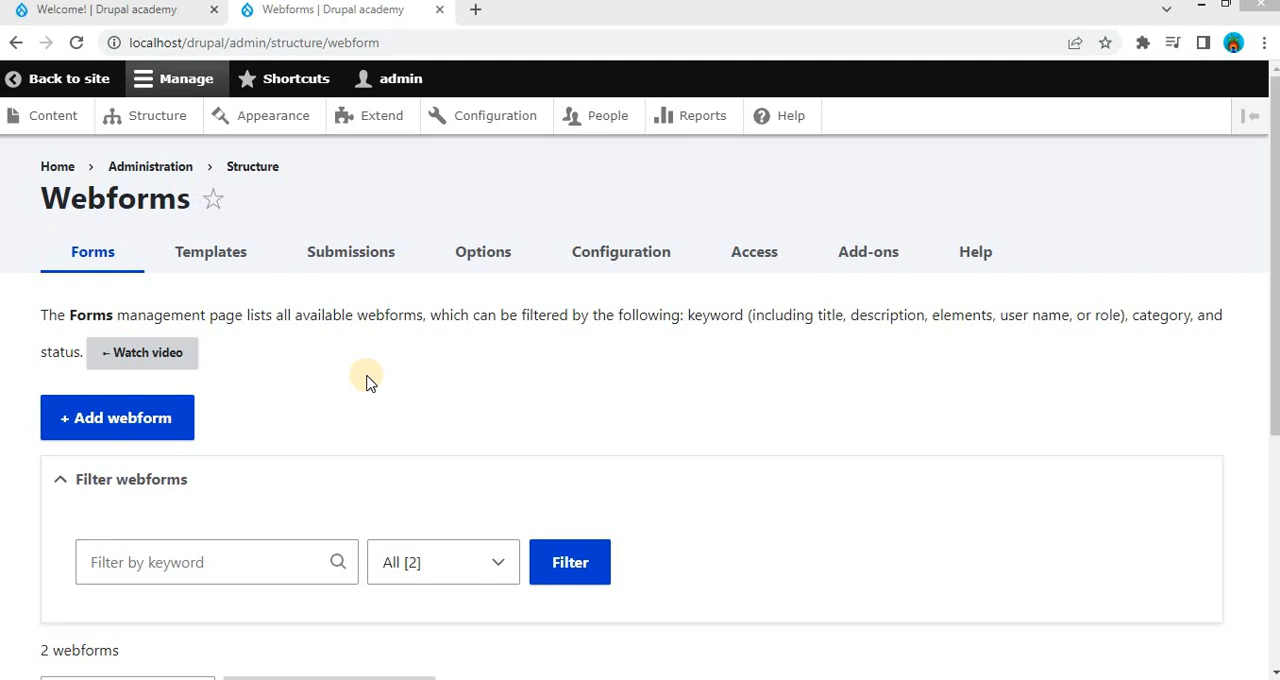 Welcome! | Drupal academy
Webforms | Drupal academy
localhost/drupal/admin/structure/webform
Back to site Manage Shortcuts admin
Content Structure Appearance Extend Configuration People Reports Help
Home › Administration › Structure
Webforms
Forms Templates Submissions Options Configuration Access Add-ons Help
The Forms management page lists all available webforms, which can be filtered by the following: keyword (including title, description, elements, user name, or role), category, and
status. Watch video
+ Add webform
Filter webforms
Filter by keyword All [2] Filter
2 webforms